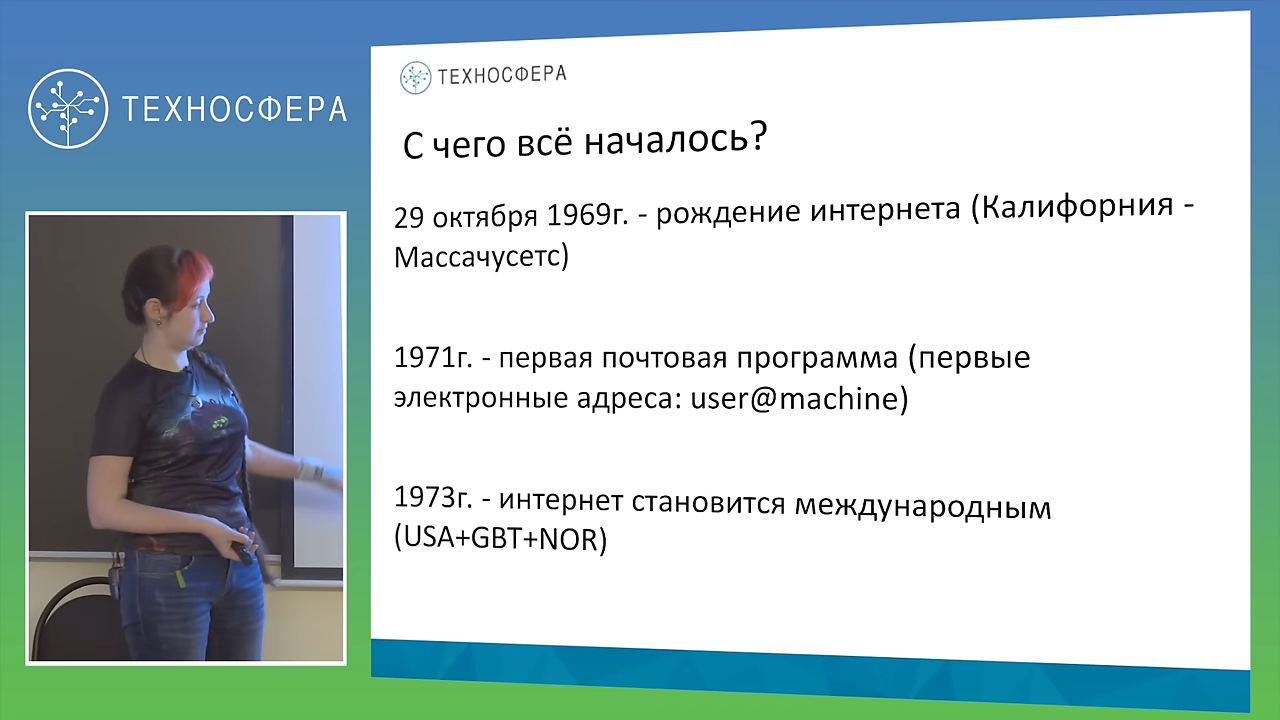 ТЕХНОСФЕРА
ТЕХНОСФЕРА
С чего всё началось?
29 октября 1969г. - рождение интернета (Калифорния -
Массачусетс)
1971г. - первая почтовая программа (первые
электронные адреса: user@machine)
1973г. - интернет становится международным
(USA+GBT+NOR)